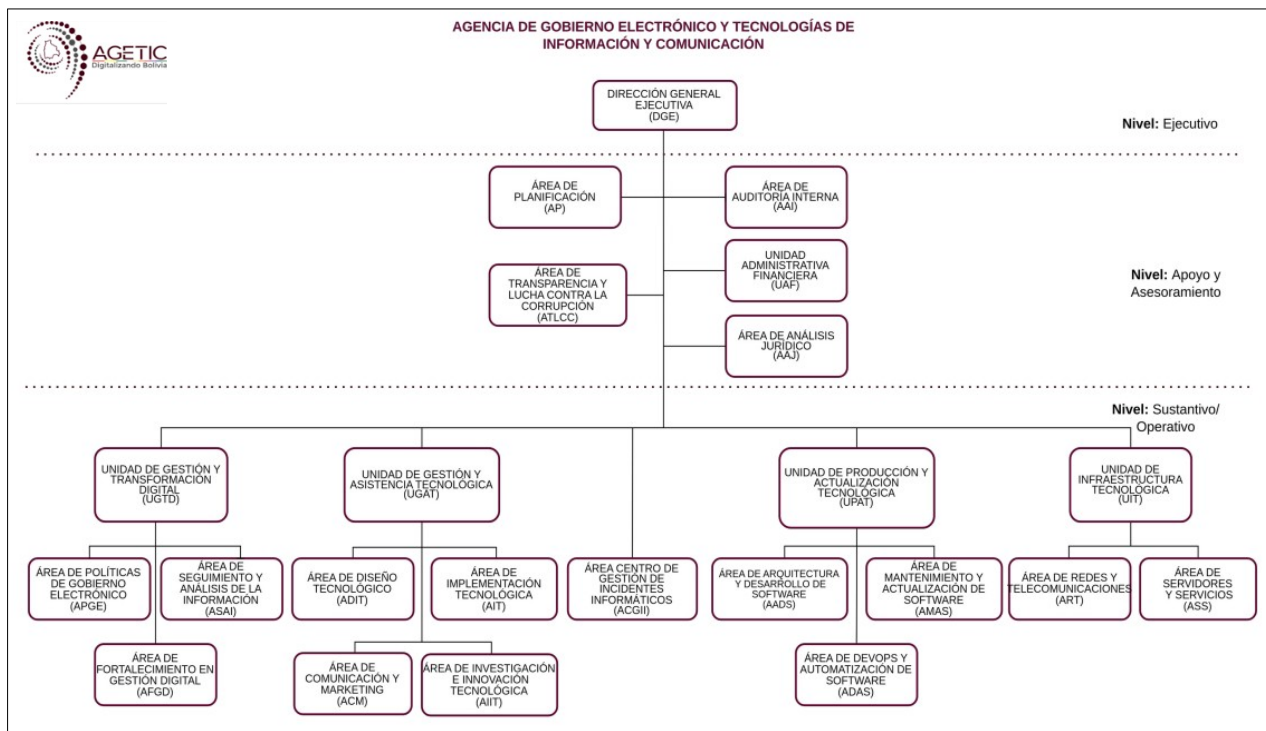 AGETIC
Digitalizando Bolivia
AGENCIA DE GOBIERNO ELECTRÓNICO Y TECNOLOGÍAS DE
INFORMACIÓN Y COMUNICACIÓN
DIRECCIÓN GENERAL
EJECUTIVA
(DGE)
Nivel: Ejecutivo
ÁREA DE
PLANIFICACIÓN
(AP)
ÁREA DE
AUDITORÍA INTERNA
(AAI)
UNIDAD
ADMINISTRATIVA
FINANCIERA
(UAF)
ÁREA DE
TRANSPARENCIA Y
LUCHA CONTRA LA
CORRUPCIÓN
(ATLCC)
Nivel: Apoyo y
Asesoramiento
ÁREA DE ANÁLISIS
JURÍDICO
(AAJ)
Nivel: Sustantivo/
Operativo
UNIDAD DE GESTIÓN Y
TRANSFORMACIÓN
DIGITAL
(UGTD)
UNIDAD DE GESTIÓN Y
ASISTENCIA TECNOLÓGICA
(UGAT)
UNIDAD DE PRODUCCIÓN Y
ACTUALIZACIÓN
TECNOLÓGICA
(UPAT)
UNIDAD DE
INFRAESTRUCTURA
TECNOLÓGICA
(UIT)
ÁREA DE POLÍTICAS
DE GOBIERNO
ELECTRÓNICO
(APGE)
ÁREA DE
SEGUIMIENTO Y
ANÁLISIS DE LA
INFORMACIÓN
(ASAI)
ÁREA DE DISEÑO
TECNOLÓGICO
(ADIT)
ÁREA DE
IMPLEMENTACIÓN
TECNOLÓGICA
(AIT)
ÁREA CENTRO DE
GESTIÓN DE
INCIDENTES
INFORMÁTICOS
(ACGII)
ÁREA DE ARQUITECTURA
Y DESARROLLO DE
SOFTWARE
(AADS)
ÁREA DE
MANTENIMIENTO Y
ACTUALIZACIÓN DE
SOFTWARE
(AMAS)
ÁREA DE REDES Y
TELECOMUNICACIONES
(ART)
ÁREA DE
SERVIDORES
Y SERVICIOS
(ASS)
ÁREA DE
FORTALECIMIENTO EN
GESTIÓN DIGITAL
(AFGD)
ÁREA DE
COMUNICACIÓN Y
MARKETING
(ACM)
ÁREA DE INVESTIGACIÓN
E INNOVACIÓN
TECNOLÓGICA
(AIIT)
ÁREA DE DEVOPS Y
AUTOMATIZACIÓN DE
SOFTWARE
(ADAS)